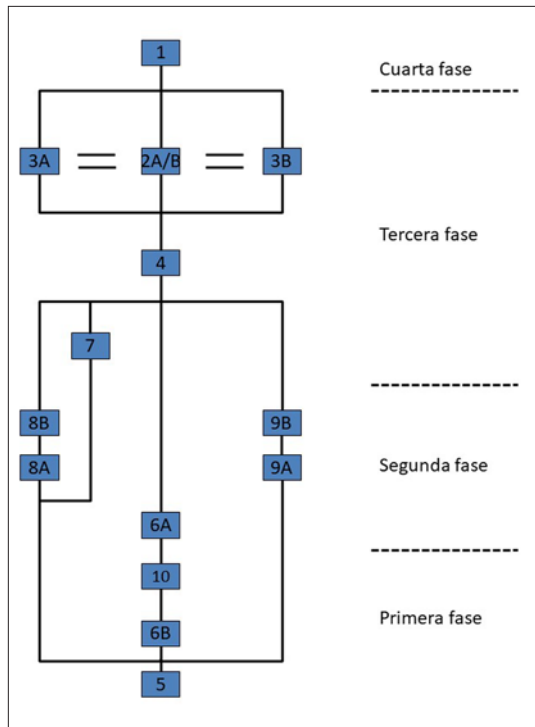 1
Cuarta fase
3A
2A/B
3B
Tercera fase
4
7
8B
9B
8A
9A
Segunda fase
6A
10
6B
Primera fase
5